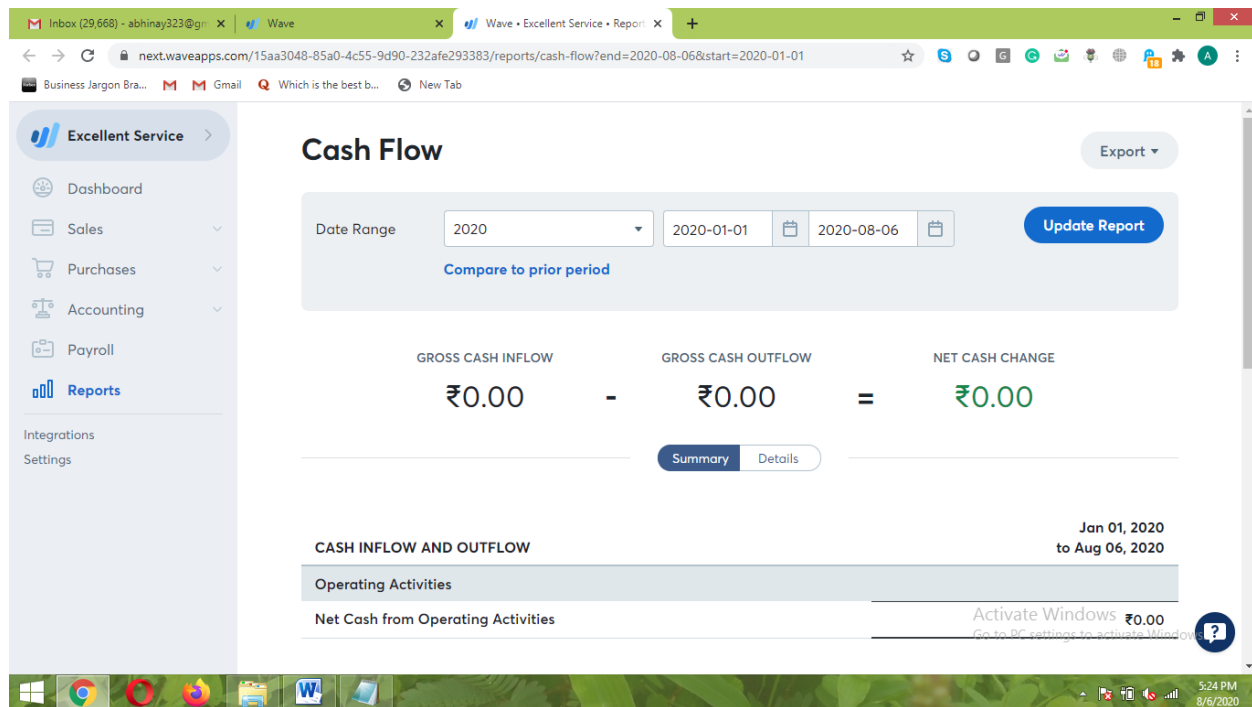 Inbox (29,668) - abhinay323@gm
Wave
Wave • Excellent Service • Report
next.waveapps.com/15aa3048-85a0-4c55-9d90-232afe293383/reports/cash-flow?end=2020-08-06&start=2020-01-01
Business Jargon Bra... Gmail Which is the best b... New Tab
18
A
Excellent Service
Dashboard
Sales
Purchases
Accounting
Payroll
Reports
Integrations
Settings
Cash Flow
Export
Date Range 2020 2020-01-01 2020-08-06 Update Report
Compare to prior period
GROSS CASH INFLOW GROSS CASH OUTFLOW NET CASH CHANGE
₹0.00 - ₹0.00 = ₹0.00
Summary Details
Jan 01, 2020
CASH INFLOW AND OUTFLOW to Aug 06, 2020
Operating Activities
Net Cash from Operating Activities ₹0.00
Activate Windows
Go to PC settings to activate Windows
?
5:24 PM
8/6/2020